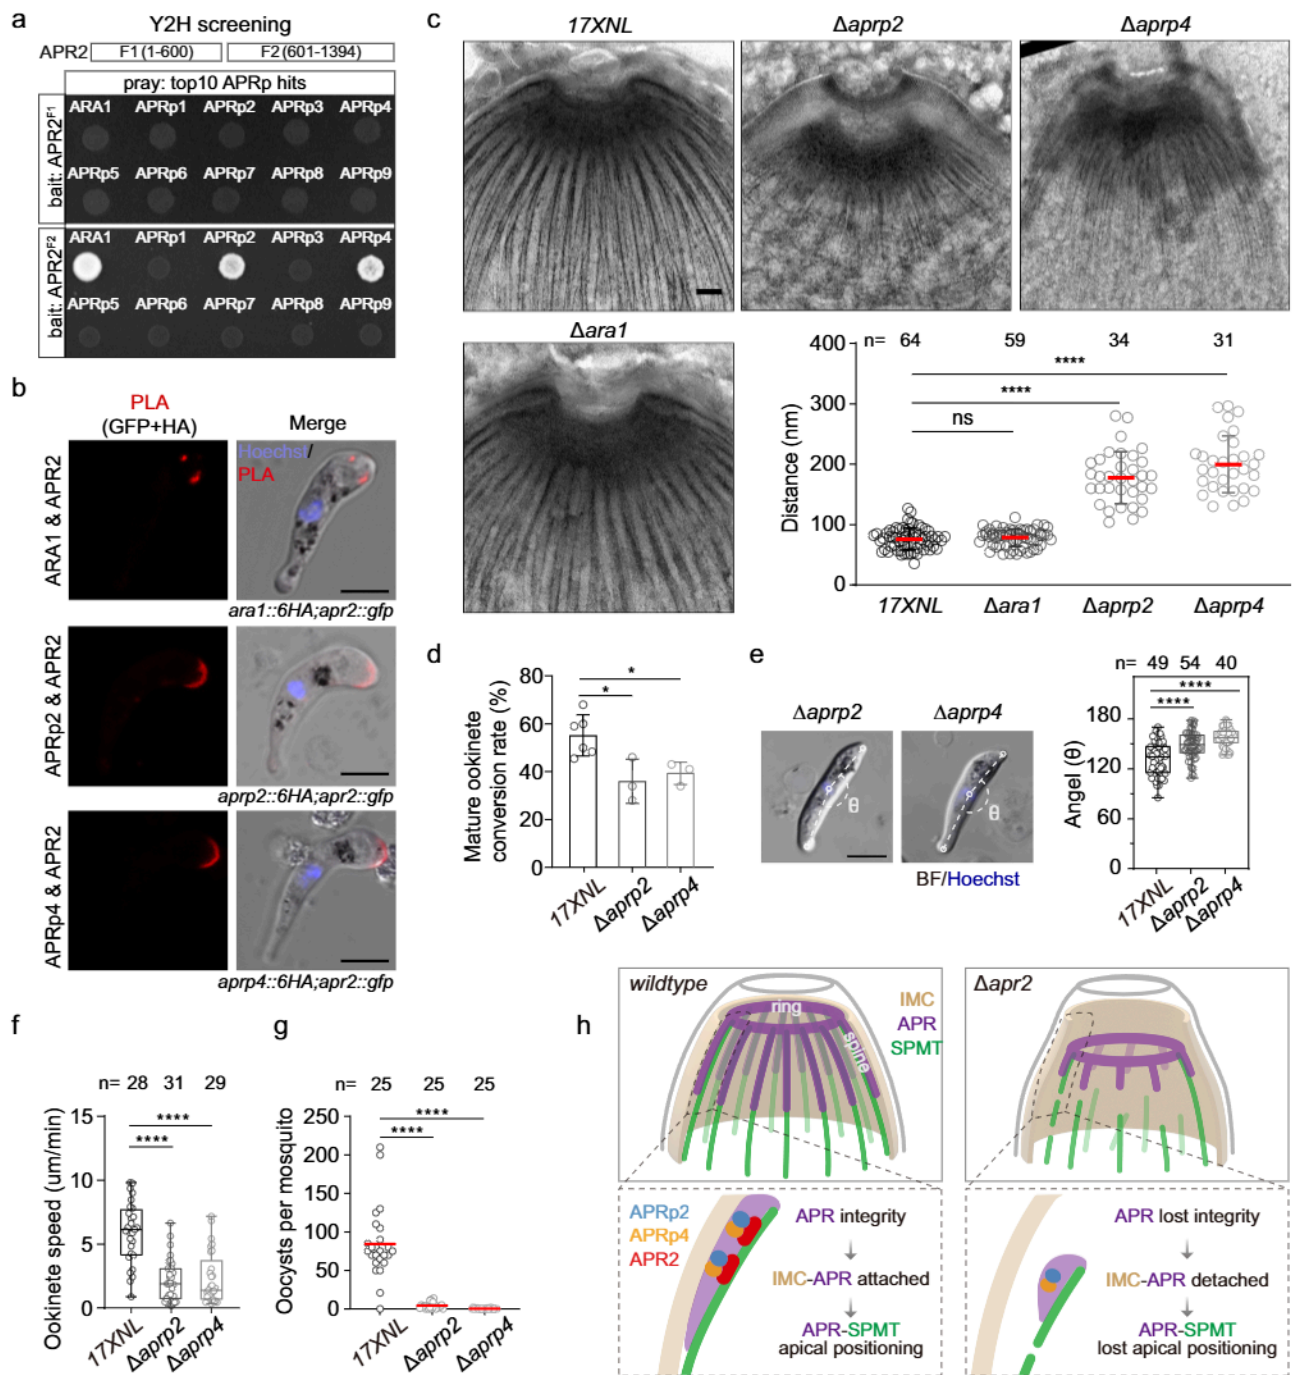 a
Y2H screening
APR2 F1 (1-600) F2 (601-1394)
pray: top10 APRp hits
bait: APR2F1
ARA1 APRp1 APRp2 APRp3 APRp4
APRp5 APRp6 APRp7 APRp8 APRp9
bait: APR2F2
ARA1 APRp1 APRp2 APRp3 APRp4
APRp5 APRp6 APRp7 APRp8 APRp9
b
PLA
(GFP+HA)
Merge
Hoechst/
PLA
ARA1 & APR2
ara1::6HA;apr2::gfp
APRp2 & APR2
aprp2::6HA;apr2::gfp
APRp4 & APR2
aprp4::6HA;apr2::gfp
c
17XNL
Δaprp2
Δaprp4
Δara1
n= 64 59 34 31
****
****
ns
Distance (nm)
400
300
200
100
0
17XNL Δara1 Δaprp2 Δaprp4
d
Mature ookinete
conversion rate (%)
80
60
40
20
0
*
*
17XNL Δaprp2 Δaprp4
e
Δaprp2
Δaprp4
θ
θ
BF/Hoechst
n= 49 54 40
****
****
Angel (θ)
180
120
60
0
17XNL Δaprp2 Δaprp4
f
n= 28 31 29
****
****
Ookinete speed (um/min)
15
10
5
0
17XNL Δaprp2 Δaprp4
g
n= 25 25 25
****
****
Oocysts per mosquito
250
200
150
100
50
0
17XNL Δaprp2 Δaprp4
h
wildtype
ring
spine
IMC
APR
SPMT
Δapr2
APRp2
APRp4
APR2
APR integrity
IMC-APR attached
APR-SPMT
apical positioning
APR lost integrity
IMC-APR detached
APR-SPMT
lost apical positioning